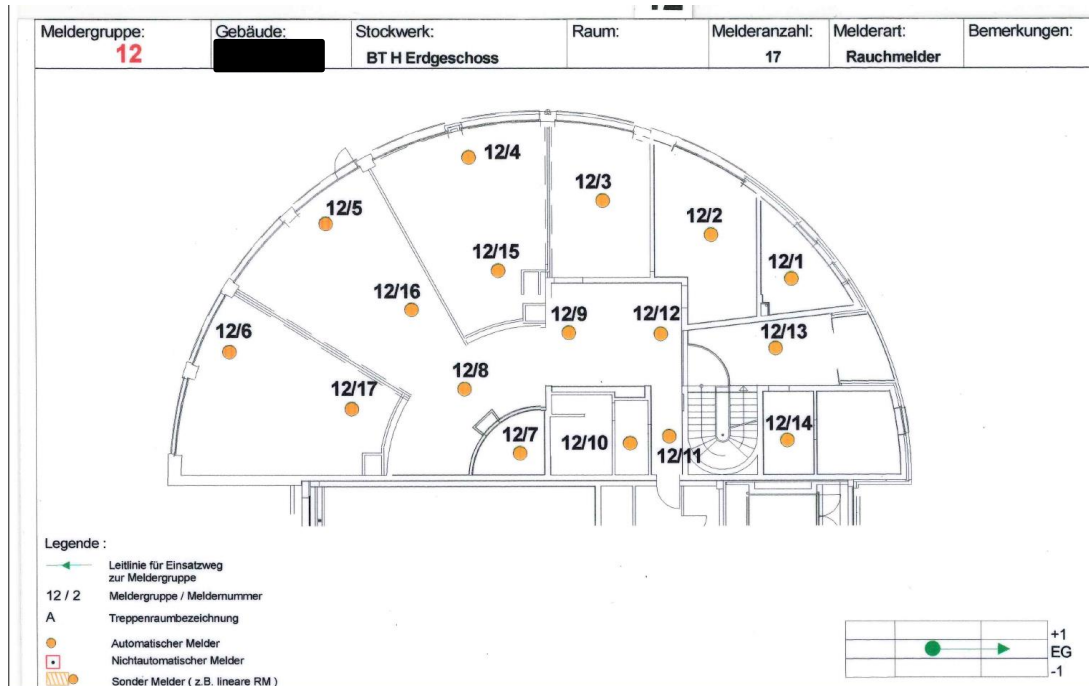 Meldergruppe: Gebäude: Stockwerk: Raum: Melderanzahl: Melderart: Bemerkungen:
12 BT H Erdgeschoss 17 Rauchmelder
12/4
12/3
12/5
12/2
12/15
12/1
12/16
12/9
12/12
12/6
12/13
12/8
12/17
12/14
12/7
12/10
12/11
Legende :
Leitlinie für Einsatzweg
zur Meldergruppe
12 / 2 Meldergruppe / Meldernummer
A Treppenraumbezeichnung
Automatischer Melder
Nichtautomatischer Melder
Sonder Melder ( z.B. lineare RM )
+1
EG
-1